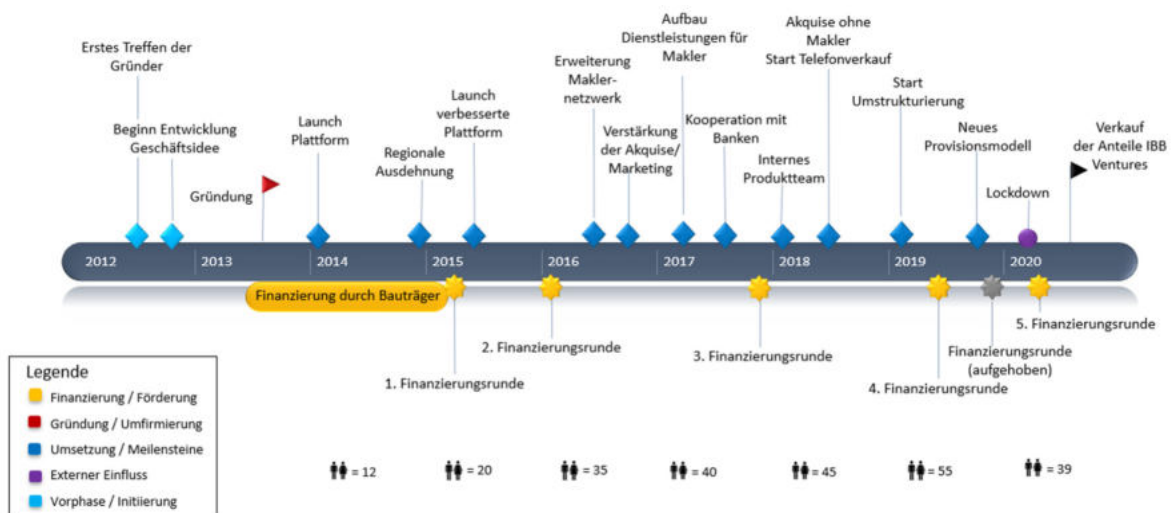 Erstes Treffen der
Gründer
Beginn Entwicklung
Geschäftsidee
Gründung
Launch
Plattform
Regionale
Ausdehnung
Launch
verbesserte
Plattform
Erweiterung
Makler-
netzwerk
Verstärkung
der Akquise/
Marketing
Aufbau
Dienstleistungen für
Makler
Kooperation mit
Banken
Internes
Produktteam
Akquise ohne
Makler
Start Telefonverkauf
Start
Umstrukturierung
Neues
Provisionsmodell
Lockdown
Verkauf
der Anteile IBB
Ventures
2012
2013
2014
2015
2016
2017
2018
2019
2020
Finanzierung durch Bauträger
1. Finanzierungsrunde
2. Finanzierungsrunde
3. Finanzierungsrunde
4. Finanzierungsrunde
Finanzierungsrunde
(aufgehoben)
5. Finanzierungsrunde
Legende
Finanzierung / Förderung
Gründung / Umfirmierung
Umsetzung / Meilensteine
Externer Einfluss
Vorphase / Initiierung
= 12
= 20
= 35
= 40
= 45
= 55
= 39